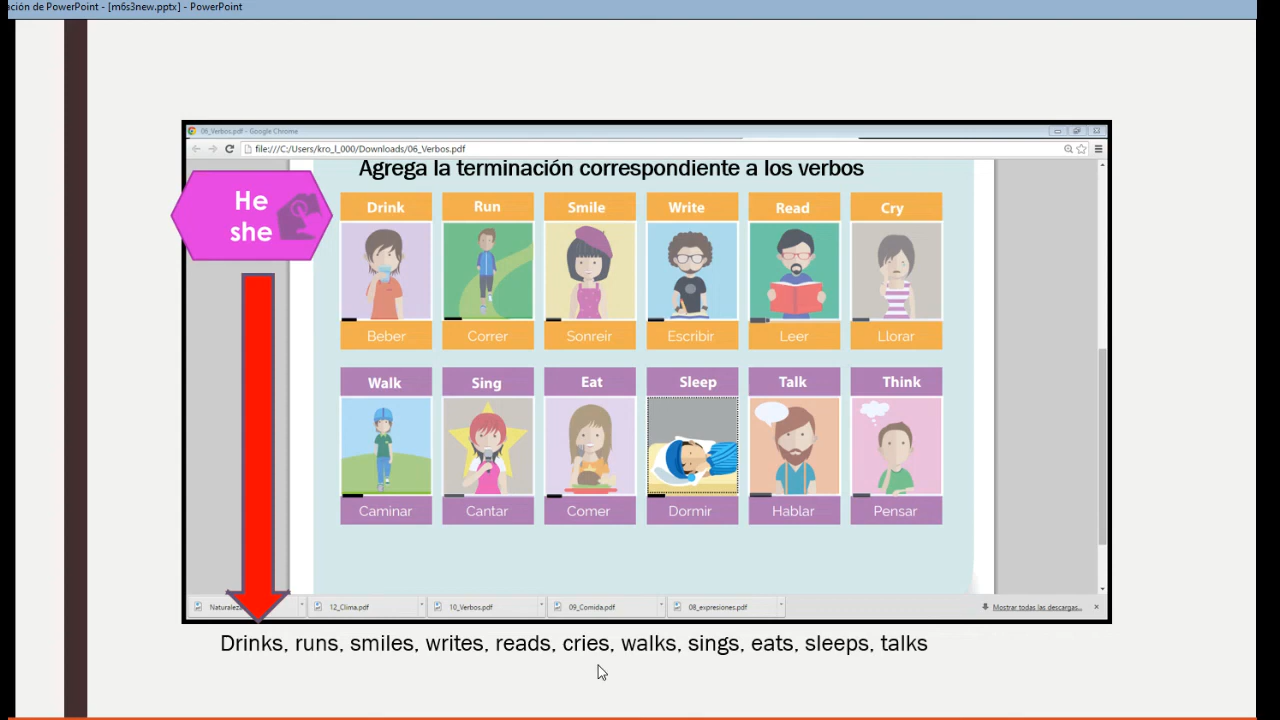 ción de PowerPoint - [m6s3new.pptx] - PowerPoint
06_Verbos.pdf - Google Chrome
file:///C:/Users/kro_l_000/Downloads/06_Verbos.pdf
Agrega la terminación correspondiente a los verbos
He
she
Drink Run Smile Write Read Cry
Beber Correr Sonreir Escribir Leer Llorar
Walk Sing Eat Sleep Talk Think
Caminar Cantar Comer Dormir Hablar Pensar
Naturalez 12_Clima.pdf 10_Verbos.pdf 09_Comida.pdf 08_expresiones.pdf Mostrar todas las descargas...
Drinks, runs, smiles, writes, reads, cries, walks, sings, eats, sleeps, talks